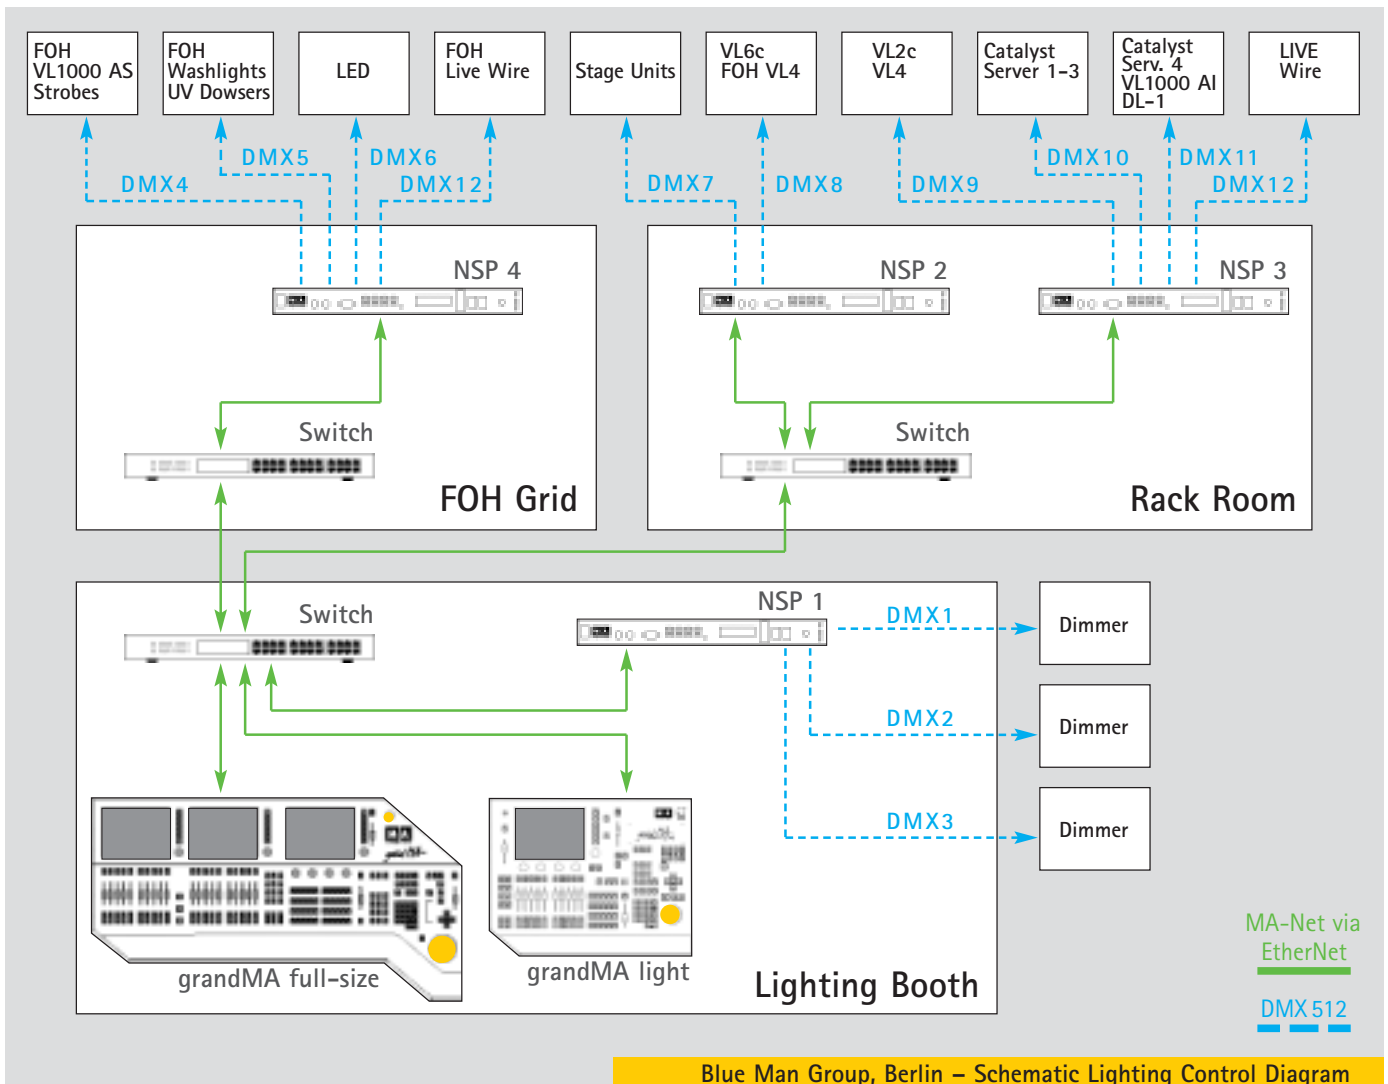 FOH
VL1000 AS
Strobes
FOH
Washlights
UV Dowsers
LED
FOH
Live Wire
Stage Units
VL6c
FOH VL4
VL2c
VL4
Catalyst
Server 1-3
Catalyst
Serv. 4
VL1000 AI
DL-1
LIVE
Wire
DMX4
DMX5
DMX6
DMX12
DMX7
DMX8
DMX9
DMX10
DMX11
DMX12
NSP 4
Switch
FOH Grid
NSP 2
NSP 3
Switch
Rack Room
Switch
NSP 1
DMX1
Dimmer
DMX2
Dimmer
DMX3
Dimmer
grandMA full-size
grandMA light
Lighting Booth
MA-Net via
EtherNet
DMX 512
Blue Man Group, Berlin – Schematic Lighting Control Diagram